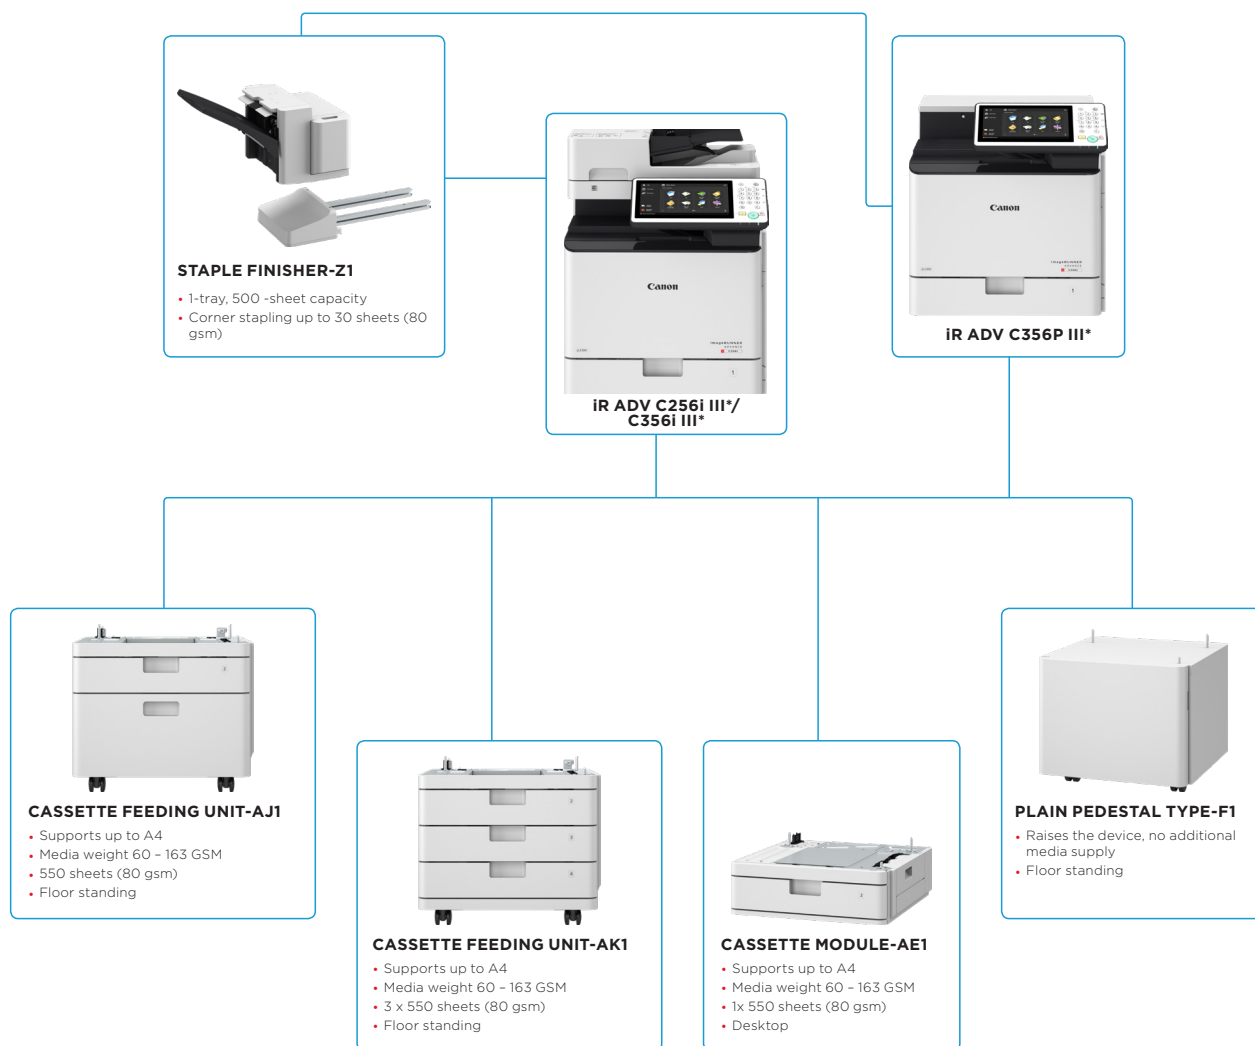 STAPLE FINISHER-Z1
• 1-tray, 500 -sheet capacity
• Corner stapling up to 30 sheets (80
gsm)
Canon
1
iR ADV C256i III*/
C356i III*
Canon
1
iR ADV C356P III*
CASSETTE FEEDING UNIT-AJ1
• Supports up to A4
• Media weight 60 – 163 GSM
• 550 sheets (80 gsm)
• Floor standing
2
3
4
CASSETTE FEEDING UNIT-AK1
• Supports up to A4
• Media weight 60 – 163 GSM
• 3 x 550 sheets (80 gsm)
• Floor standing
CASSETTE MODULE-AE1
• Supports up to A4
• Media weight 60 – 163 GSM
• 1x 550 sheets (80 gsm)
• Desktop
PLAIN PEDESTAL TYPE-F1
• Raises the device, no additional
media supply
• Floor standing